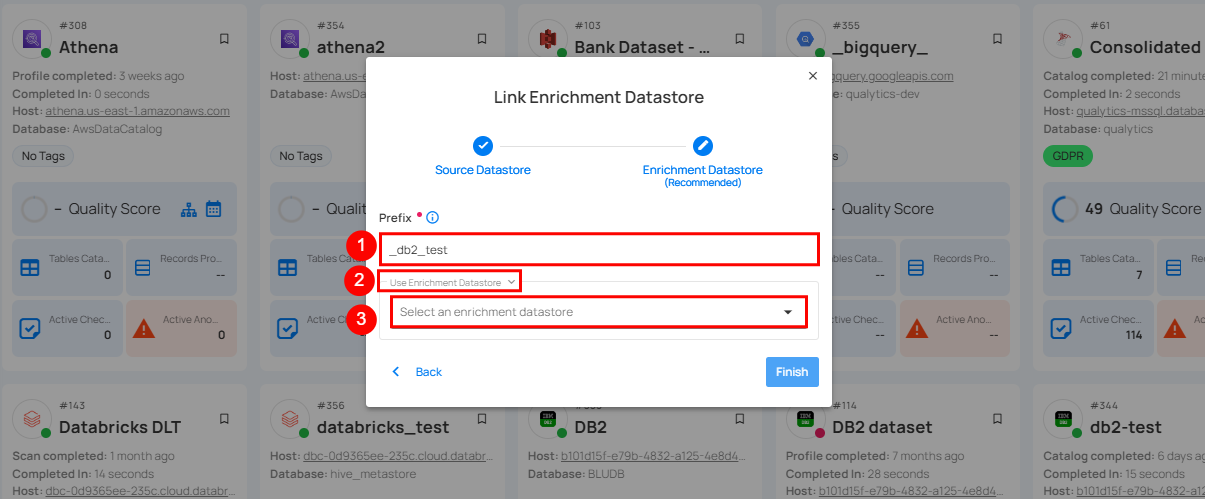 #308
Athena
Profile completed: 3 weeks ago
Completed In: 0 seconds
Host: athena.us-east-1.amazonaws.com
Database: AwsDataCatalog
No Tags
– Quality Score
Tables Cata...
0
Records Pro...
--
Active Chec...
0
Active Ano...
0
#354
athena2
Host: athena.us-e
Database: AwsDa
No Tags
– Qualit
Tables Cat
Active Ch
#103
Bank Dataset - ...
#355
_bigquery_
gquery.googleapis.com
qualytics-dev
s
Quality Score
bles Cata...
--
Records Pro...
--
tive Chec...
--
Active Ano...
--
#61
Consolidated
Catalog completed: 21 minute
Completed In: 2 seconds
Host: qualytics-mssql.databa
Database: qualytics
GDPR
49 Quality Score
Tables Cata...
7
Records Pro
Active Chec...
114
Active Ano
Link Enrichment Datastore
Source Datastore
Enrichment Datastore
(Recommended)
Prefix
1
_db2_test
2
Use Enrichment Datastore
3
Select an enrichment datastore
Back
Finish
#143
Databricks DLT
Scan completed: 1 month ago
Completed In: 14 seconds
Host: dbc-0d9365ee-235c.cloud.databr...
#356
databricks_test
Host: dbc-0d9365ee-235c.cloud.databr...
Database: hive_metastore
DB2
Host: b101d15f-e79b-4832-a125-4e8d4...
Database: BLUDB
#114
DB2 dataset
Profile completed: 7 months ago
Completed In: 28 seconds
Host: b101d15f-e79b-4832-a125-4e8d4...
#344
db2-test
Catalog completed: 6 days ag
Completed In: 15 seconds
Host: b101d15f-e79b-4832-a12